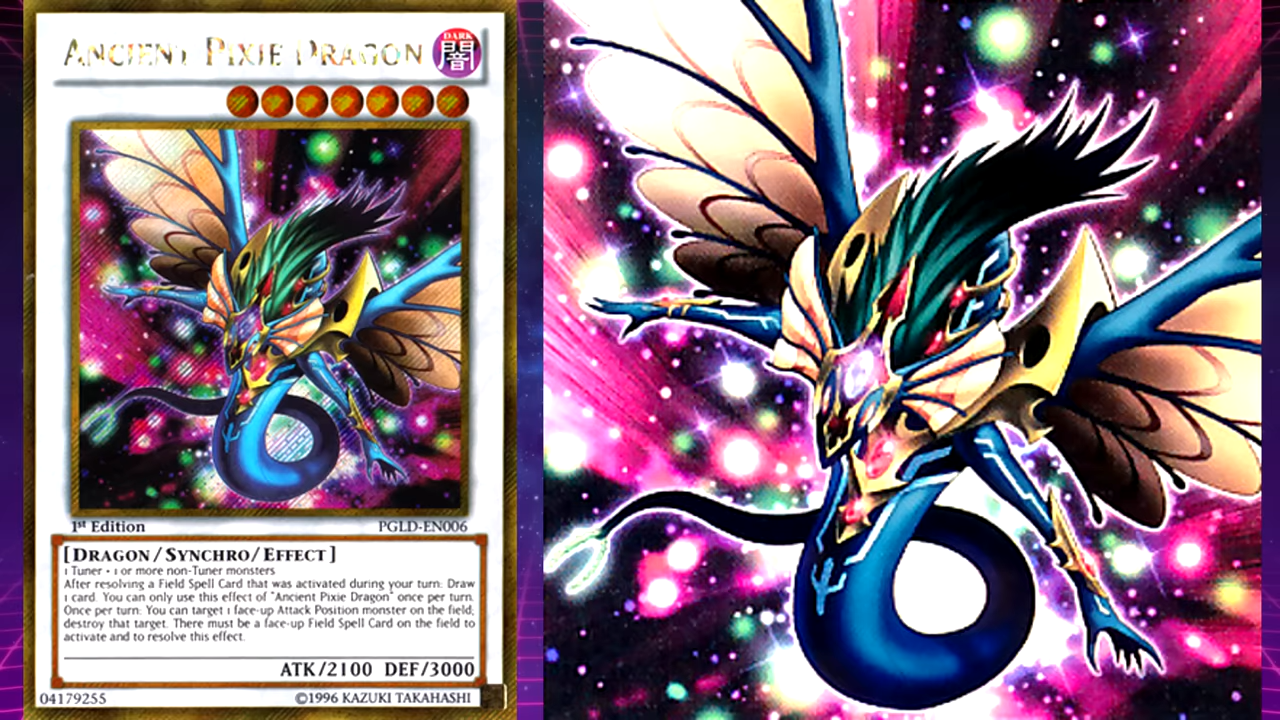 ANCIENT PIXIE DRAGON
DARK
闇
1st Edition
PGLD-EN006
[DRAGON/SYNCHRO/EFFECT]
1 Tuner + 1 or more non-Tuner monsters
After resolving a Field Spell Card that was activated during your turn: Draw
1 card. You can only use this effect of "Ancient Pixie Dragon" once per turn.
Once per turn: You can target 1 face-up Attack Position monster on the field;
destroy that target. There must be a face-up Field Spell Card on the field to
activate and to resolve this effect.
ATK/2100 DEF/3000
04179255
©1996 KAZUKI TAKAHASHI